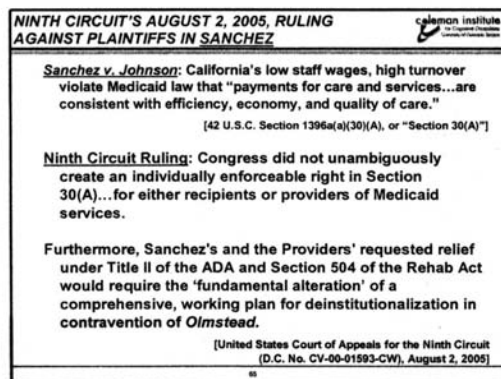 NINTH CIRCUIT'S AUGUST 2, 2005, RULING
AGAINST PLAINTIFFS IN SANCHEZ
coleman institute
for Cognitive Disabilities
Sanchez v. Johnson: California's low staff wages, high turnover
violate Medicaid law that "payments for care and services...are
consistent with efficiency, economy, and quality of care."
[42 U.S.C. Section 1396a(a)(30)(A), or "Section 30(A)"]
Ninth Circuit Ruling: Congress did not unambiguously
create an individually enforceable right in Section
30(A)...for either recipients or providers of Medicaid
services.
Furthermore, Sanchez's and the Providers' requested relief
under Title II of the ADA and Section 504 of the Rehab Act
would require the 'fundamental alteration' of a
comprehensive, working plan for deinstitutionalization in
contravention of Olmstead.
[United States Court of Appeals for the Ninth Circuit
(D.C. No. CV-00-01593-CW), August 2, 2005]